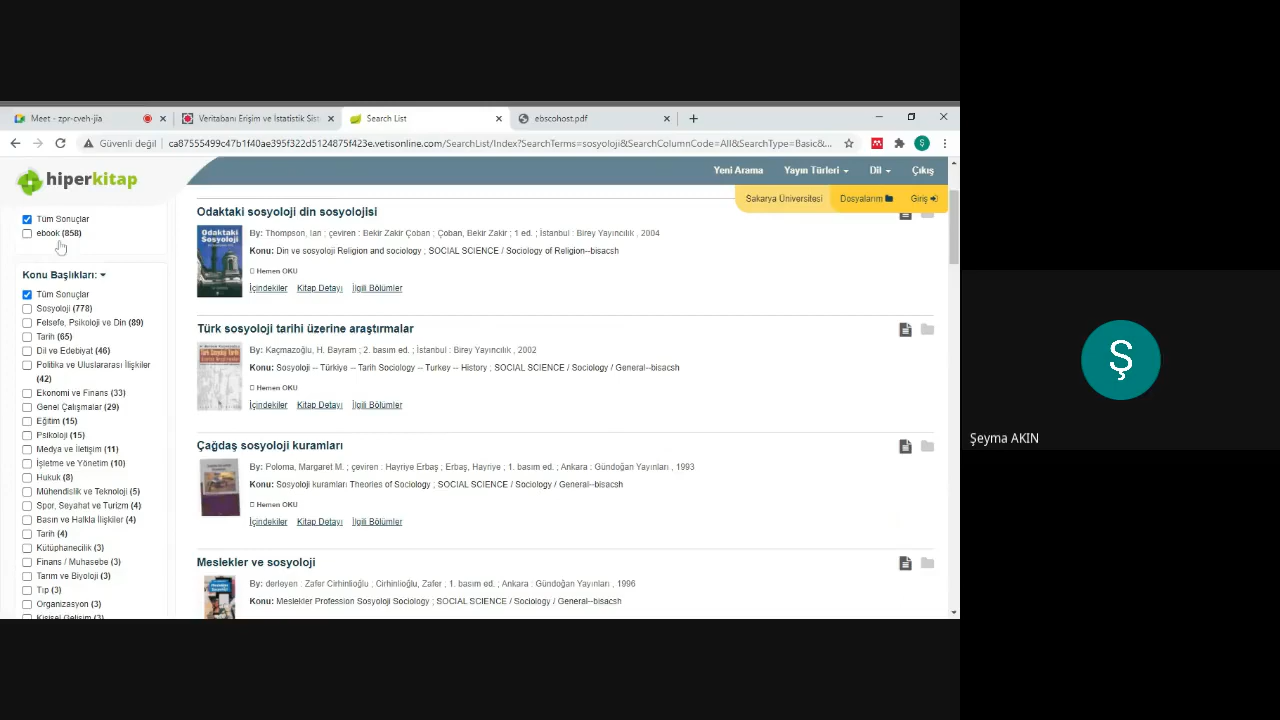 Meet - zpr-cveh-jia
Veritabanı Erişim ve İstatistik Sist
Search List
ebscohost.pdf
Güvenli değil
ca87555499c47b1f40ae395f322d5124875f423e.vetisonline.com/SearchList/Index?SearchTerms=sosyoloji&SearchColumnCode=All&SearchType=Basic&...
Ş
hiperkitap
Yeni Arama
Yayın Türleri
Dil
Çıkış
Sakarya Üniversitesi
Dosyalarım
Giriş
Tüm Sonuçlar
ebook (858)
Konu Başlıkları:
Tüm Sonuçlar
Sosyoloji (778)
Felsefe, Psikoloji ve Din (89)
Tarih (65)
Dil ve Edebiyat (46)
Politika ve Uluslararası İlişkiler
(42)
Ekonomi ve Finans (33)
Genel Çalışmalar (29)
Eğitim (15)
Psikoloji (15)
Medya ve İletişim (11)
İşletme ve Yönetim (10)
Hukuk (8)
Mühendislik ve Teknoloji (5)
Spor, Seyahat ve Turizm (4)
Basın ve Halkla İlişkiler (4)
Tarih (4)
Kütüphanecilik (3)
Finans / Muhasebe (3)
Tarım ve Biyoloji (3)
Tıp (3)
Organizasyon (3)
Kişisel Gelişim (3)
Odaktaki sosyoloji din sosyolojisi
By: Thompson, Ian ; çeviren : Bekir Zakir Çoban ; Çoban, Bekir Zakir ; 1 ed. ; İstanbul : Birey Yayıncılık , 2004
Konu: Din ve sosyoloji Religion and sociology ; SOCIAL SCIENCE / Sociology of Religion--bisacsh
Hemen OKU
İçindekiler Kitap Detayı İlgili Bölümler
Türk sosyoloji tarihi üzerine araştırmalar
By: Kaçmazoğlu, H. Bayram ; 2. basım ed. ; İstanbul : Birey Yayıncılık , 2002
Konu: Sosyoloji -- Türkiye -- Tarih Sociology -- Turkey -- History ; SOCIAL SCIENCE / Sociology / General--bisacsh
Hemen OKU
İçindekiler Kitap Detayı İlgili Bölümler
Çağdaş sosyoloji kuramları
By: Poloma, Margaret M. ; çeviren : Hayriye Erbaş ; Erbaş, Hayriye ; 1. basım ed. ; Ankara : Gündoğan Yayınları , 1993
Konu: Sosyoloji kuramları Theories of Sociology ; SOCIAL SCIENCE / Sociology / General--bisacsh
Hemen OKU
İçindekiler Kitap Detayı İlgili Bölümler
Meslekler ve sosyoloji
By: derleyen : Zafer Cirhinlioğlu ; Cirhinlioğlu, Zafer ; 1. basım ed. ; Ankara : Gündoğan Yayınları , 1996
Konu: Meslekler Profession Sosyoloji Sociology ; SOCIAL SCIENCE / Sociology / General--bisacsh
Ş
Şeyma AKIN